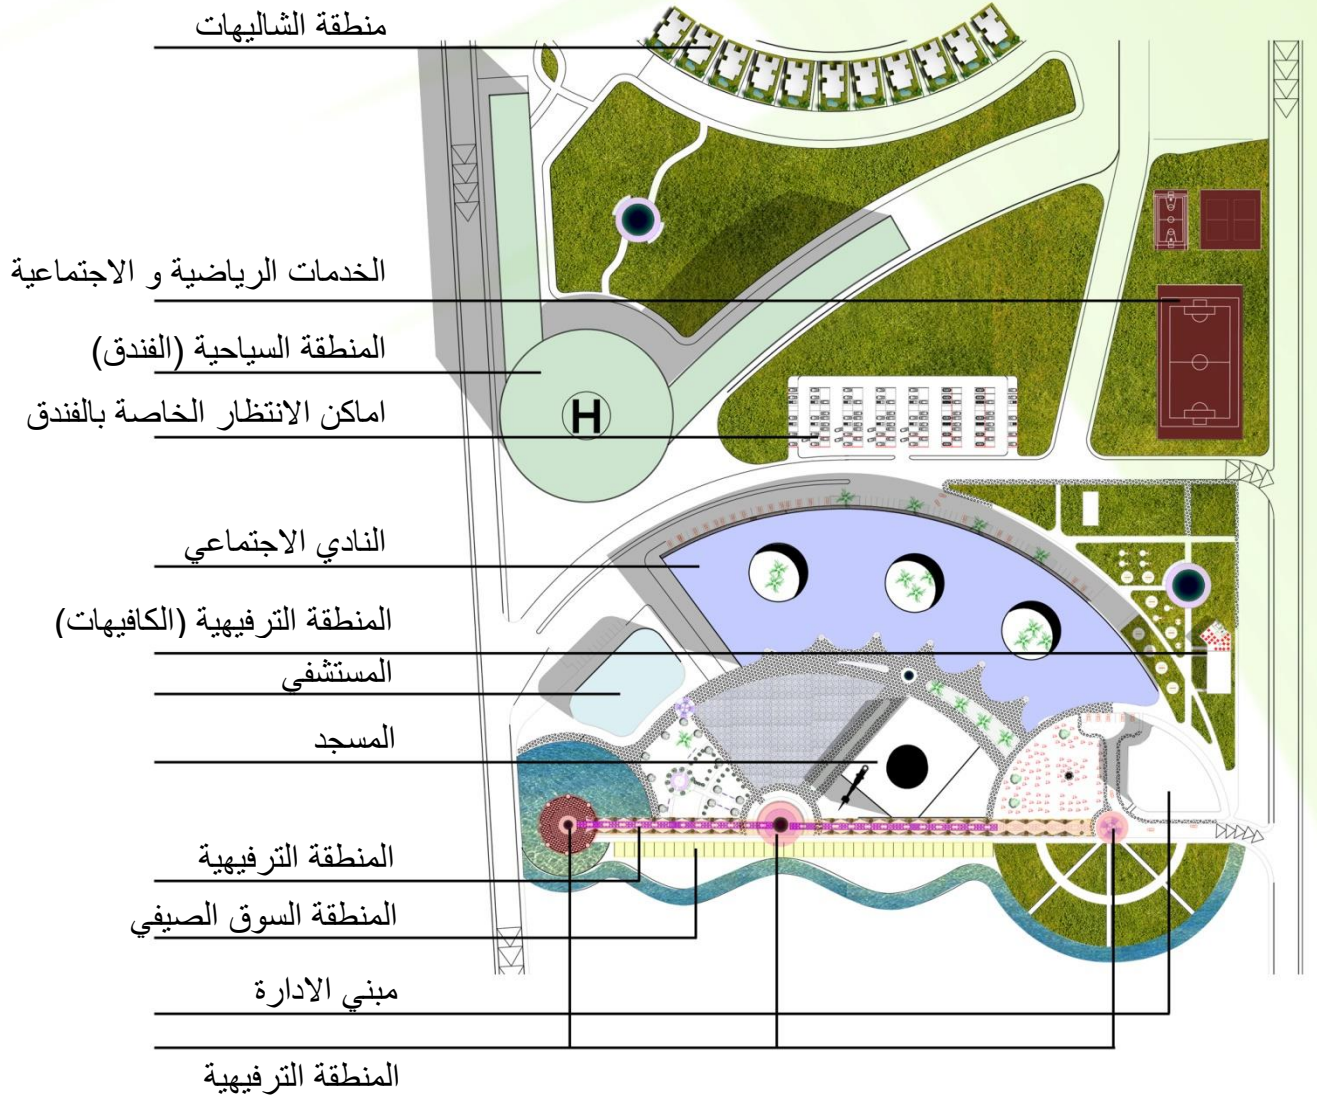 منطقة الشاليهات
الخدمات الرياضية و الاجتماعية
المنطقة السياحية (الفندق)
H
اماكن الانتظار الخاصة بالفندق
النادي الاجتماعي
المنطقة الترفيهية (الكافيهات)
المستشفي
المسجد
المنطقة الترفيهية
المنطقة السوق الصيفي
مبني الادارة
المنطقة الترفيهية